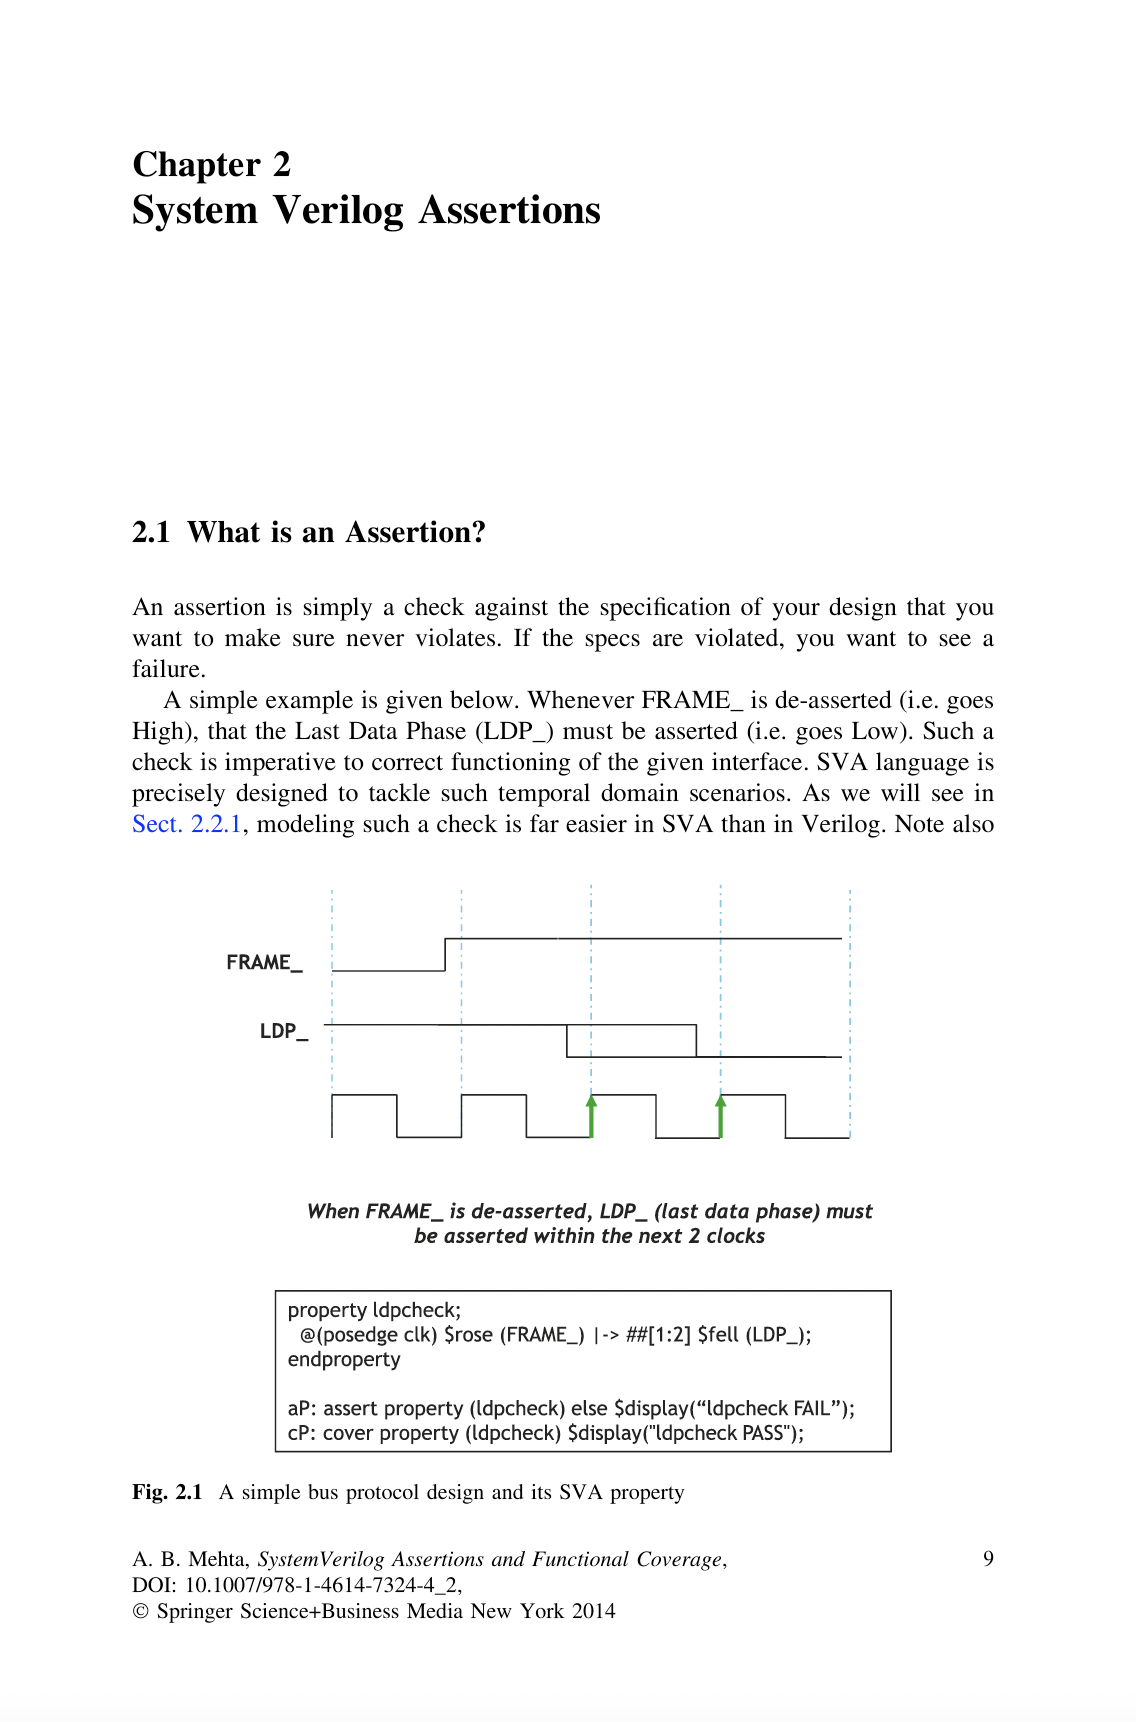 Chapter 2
System Verilog Assertions
2.1 What is an Assertion?
An assertion is simply a check against the specification of your design that you
want to make sure never violates. If the specs are violated, you want to see a
failure.
A simple example is given below. Whenever FRAME_ is de-asserted (i.e. goes
High), that the Last Data Phase (LDP_) must be asserted (i.e. goes Low). Such a
check is imperative to correct functioning of the given interface. SVA language is
precisely designed to tackle such temporal domain scenarios. As we will see in
Sect. 2.2.1, modeling such a check is far easier in SVA than in Verilog. Note also
FRAME_
LDP_
When FRAME_ is de-asserted, LDP_ (last data phase) must
be asserted within the next 2 clocks
property ldpcheck;
@(posedge clk) $rose (FRAME_) |-> ##[1:2] $fell (LDP_);
endproperty
aP: assert property (ldpcheck) else $display(“ldpcheck FAIL”);
cP: cover property (ldpcheck) $display("ldpcheck PASS");
Fig. 2.1 A simple bus protocol design and its SVA property
A. B. Mehta, SystemVerilog Assertions and Functional Coverage, 9
DOI: 10.1007/978-1-4614-7324-4_2,
© Springer Science+Business Media New York 2014